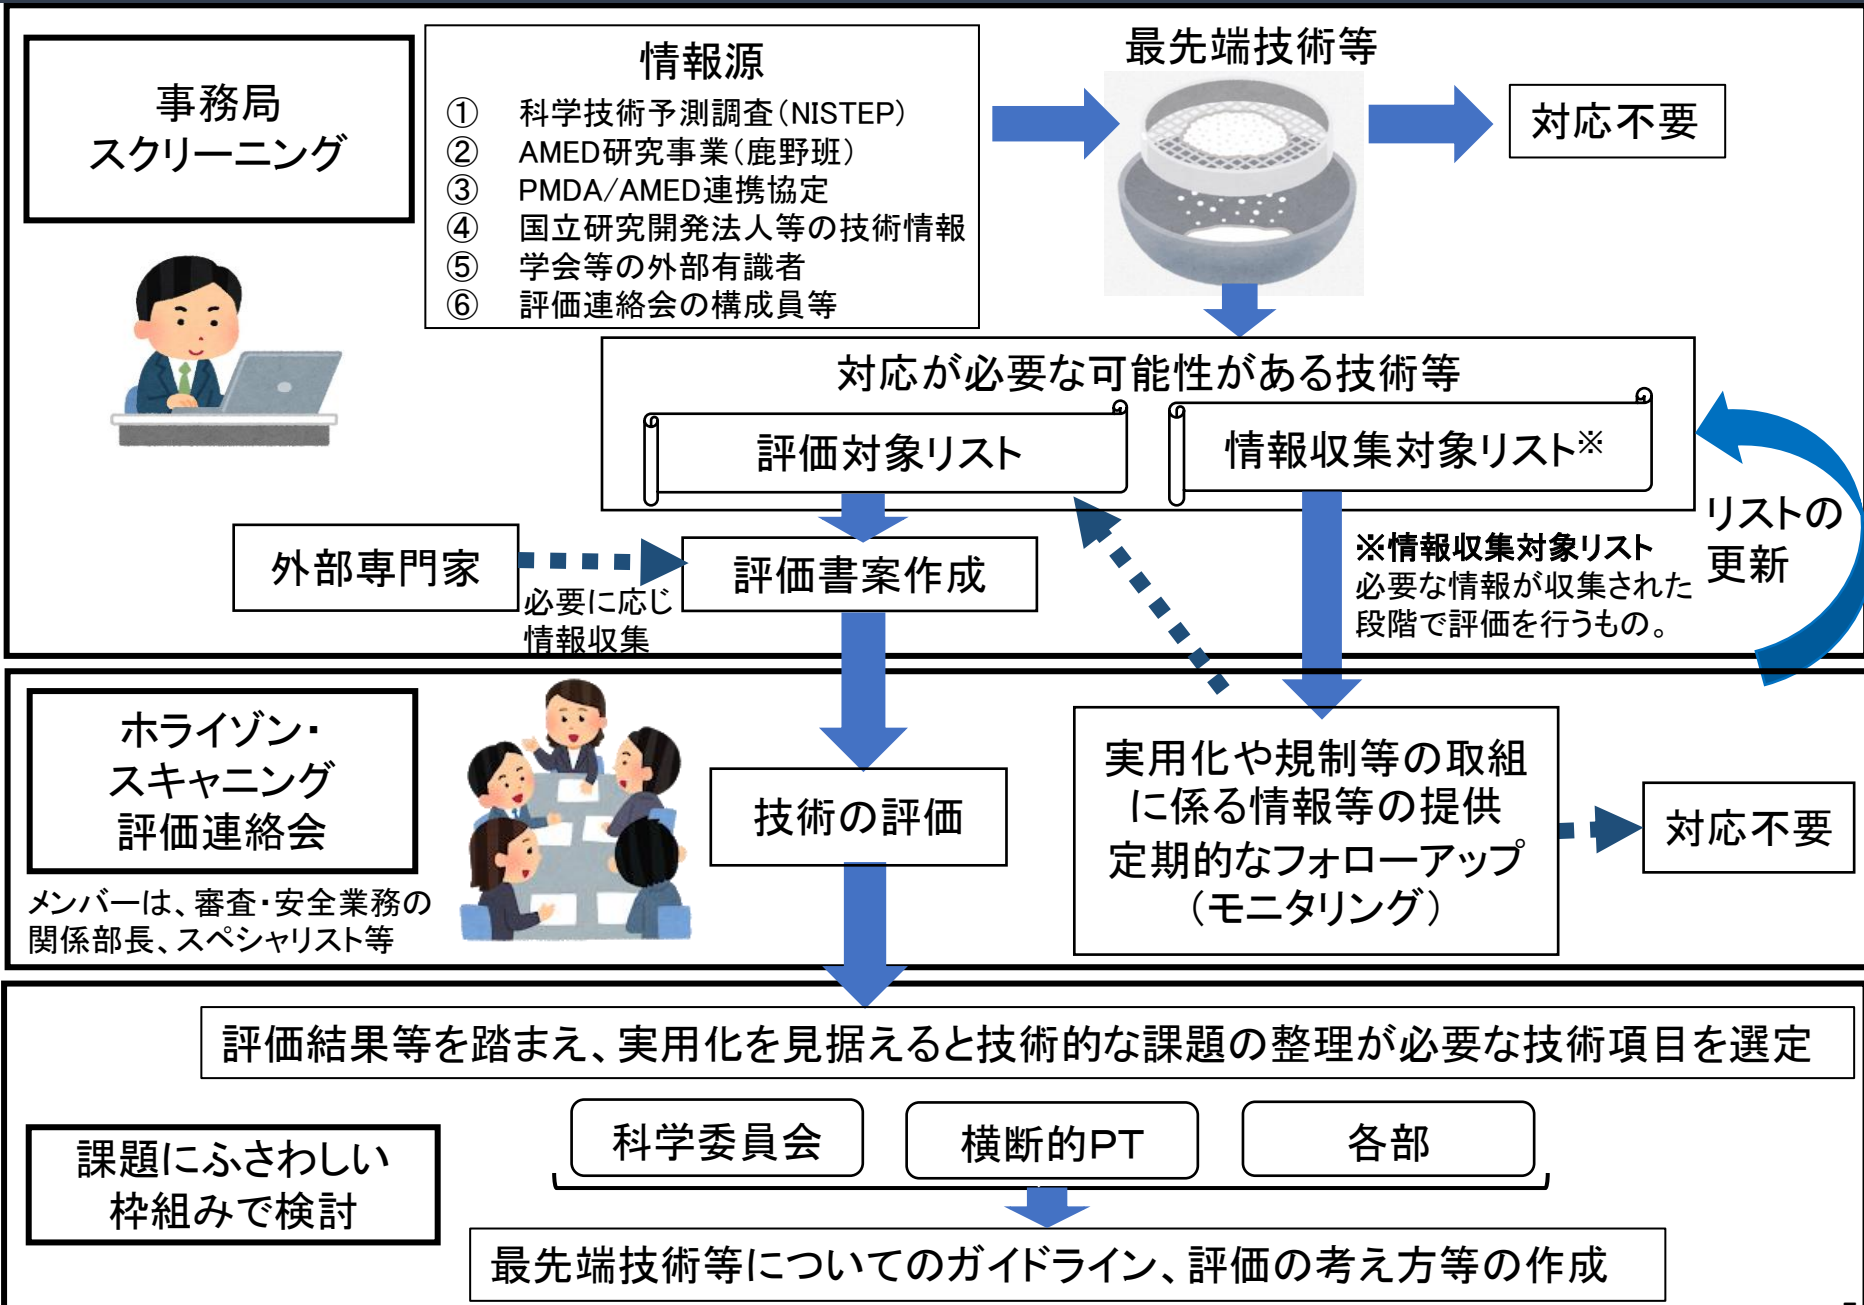 事務局
スクリーニング
情報源
① 科学技術予測調査(NISTEP)
② AMED研究事業(鹿野班)
③ PMDA/AMED連携協定
④ 国立研究開発法人等の技術情報
⑤ 学会等の外部有識者
⑥ 評価連絡会の構成員等
最先端技術等
対応不要
対応が必要な可能性がある技術等
評価対象リスト
情報収集対象リスト※
リストの
更新
外部専門家
必要に応じ
情報収集
評価書案作成
※情報収集対象リスト
必要な情報が収集された
段階で評価を行うもの。
ホライゾン・
スキャニング
評価連絡会
メンバーは、審査・安全業務の
関係部長、スペシャリスト等
技術の評価
実用化や規制等の取組
に係る情報等の提供
定期的なフォローアップ
(モニタリング)
対応不要
評価結果等を踏まえ、実用化を見据えると技術的な課題の整理が必要な技術項目を選定
課題にふさわしい
枠組みで検討
科学委員会
横断的PT
各部
最先端技術等についてのガイドライン、評価の考え方等の作成